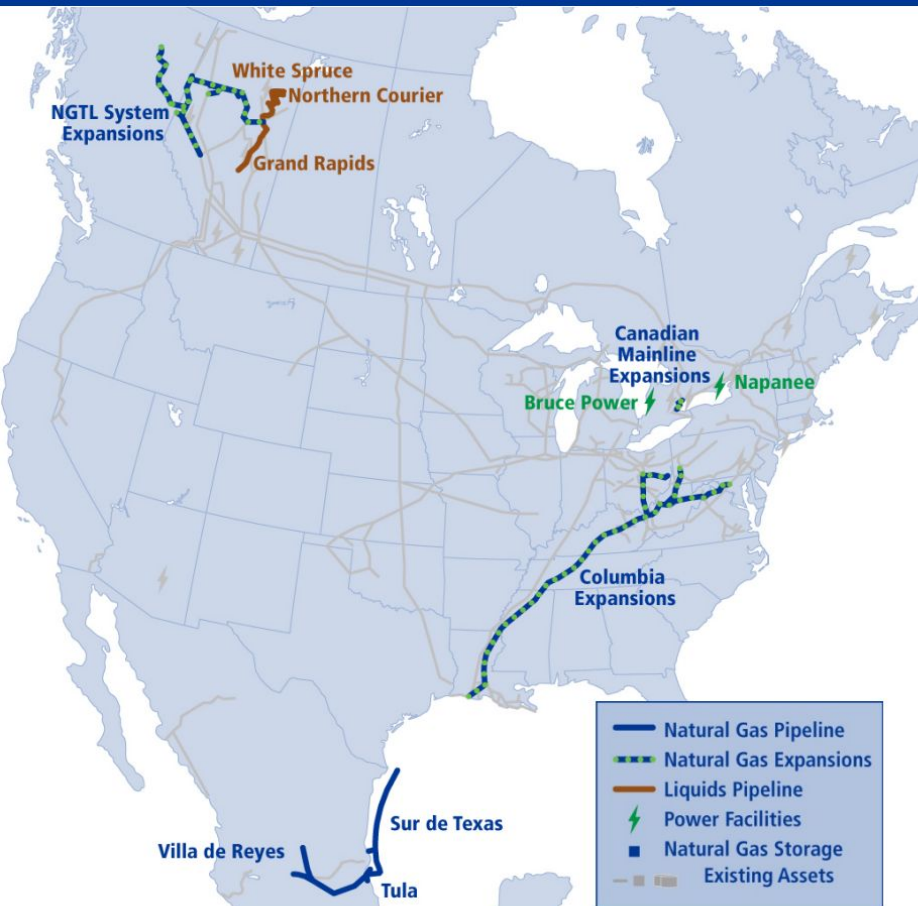 White Spruce
Northern Courier
NGTL System
Expansions
Grand Rapids
Canadian
Mainline
Expansions
Napanee
Bruce Power
Columbia
Expansions
Sur de Texas
Villa de Reyes
Tula
Natural Gas Pipeline
Natural Gas Expansions
Liquids Pipeline
Power Facilities
Natural Gas Storage
Existing Assets